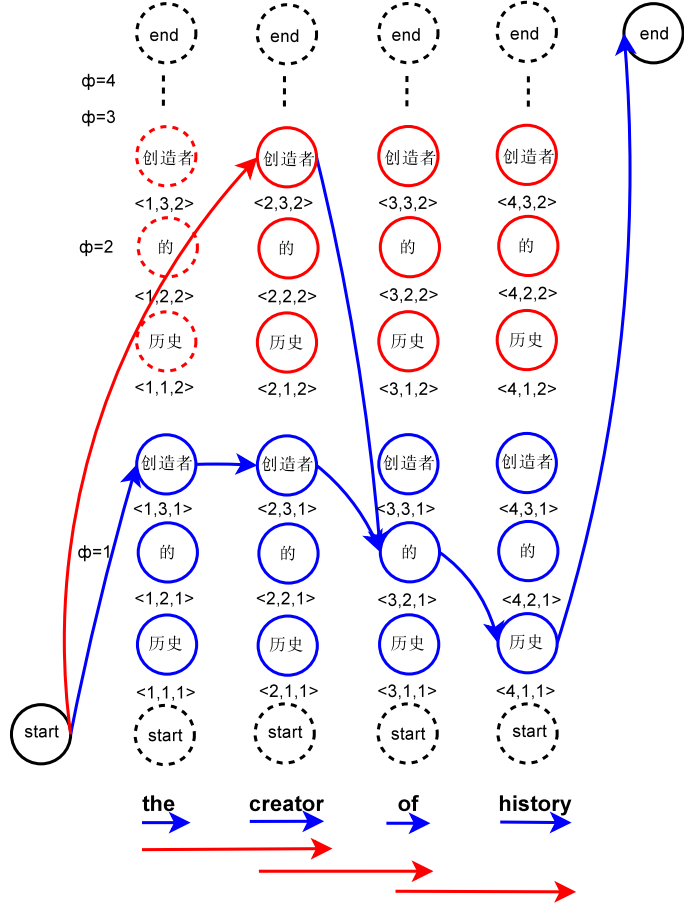 end end end end end
ф=4
ф=3
创造者 创造者 创造者 创造者
<1,3,2> <2,3,2> <3,3,2> <4,3,2>
ф=2 的 的 的 的
<1,2,2> <2,2,2> <3,2,2> <4,2,2>
历史 历史 历史 历史
<1,1,2> <2,1,2> <3,1,2> <4,1,2>
创造者 创造者 创造者 创造者
<1,3,1> <2,3,1> <3,3,1> <4,3,1>
ф=1 的 的 的 的
<1,2,1> <2,2,1> <3,2,1> <4,2,1>
历史 历史 历史 历史
<1,1,1> <2,1,1> <3,1,1> <4,1,1>
start start start start start
the creator of history